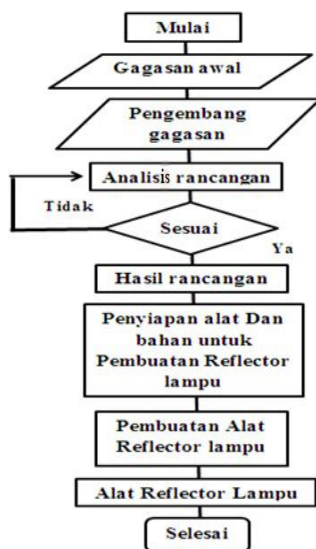 Mulai
Gagasan awal
Pengembang
gagasan
Analisis rancangan
Tidak
Sesuai
Ya
Hasil rancangan
Penyiapan alat Dan
bahan untuk
Pembuatan Reflector
lampu
Pembuatan Alat
Reflector lampu
Alat Reflector Lampu
Selesai